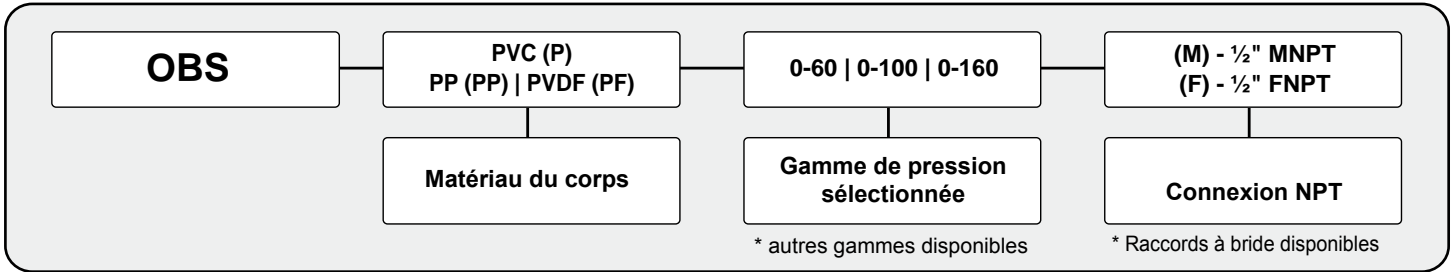 OBS
PVC (P)
PP (PP) | PVDF (PF)
0-60 | 0-100 | 0-160
(M) - ½" MNPT
(F) - ½" FNPT
Matériau du corps
Gamme de pression
sélectionnée
Connexion NPT
* autres gammes disponibles
* Raccords à bride disponibles